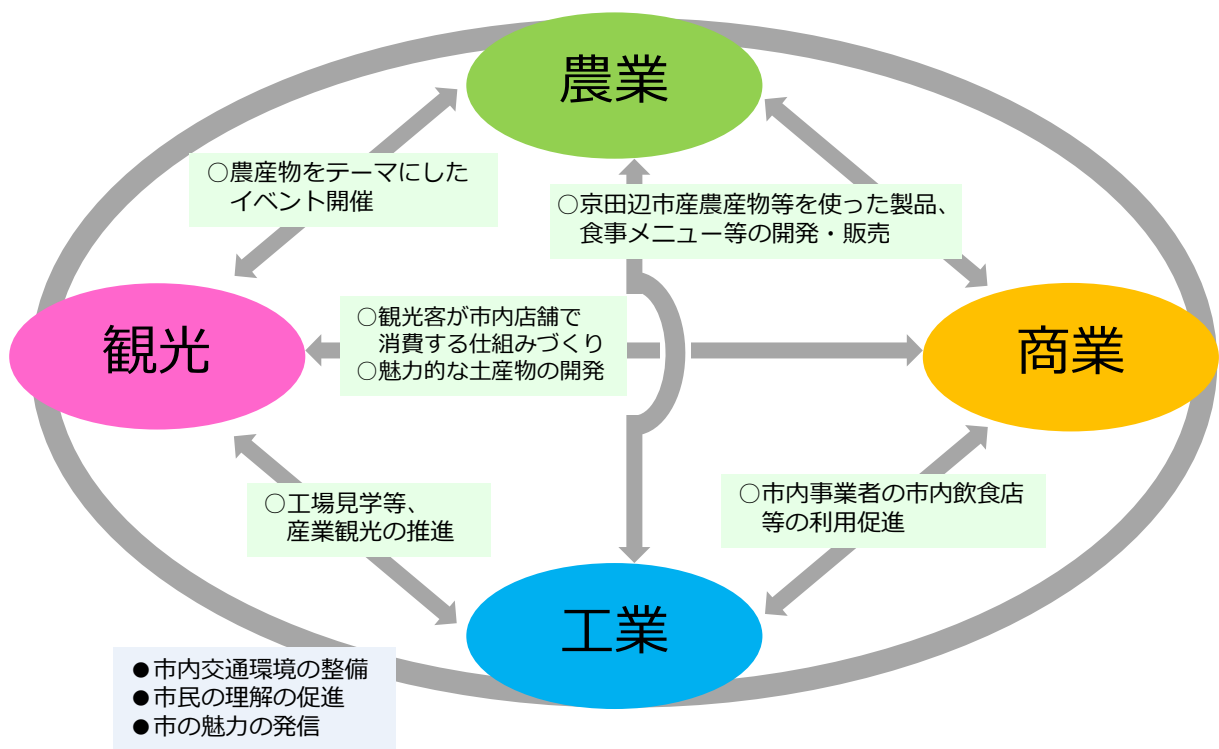 農業
○農産物をテーマにした
イベント開催
○京田辺市産農産物等を使った製品、
食事メニュー等の開発・販売
観光
○観光客が市内店舗で
消費する仕組みづくり
○魅力的な土産物の開発
商業
○工場見学等、
産業観光の推進
○市内事業者の市内飲食店
等の利用促進
工業
●市内交通環境の整備
●市民の理解の促進
●市の魅力の発信